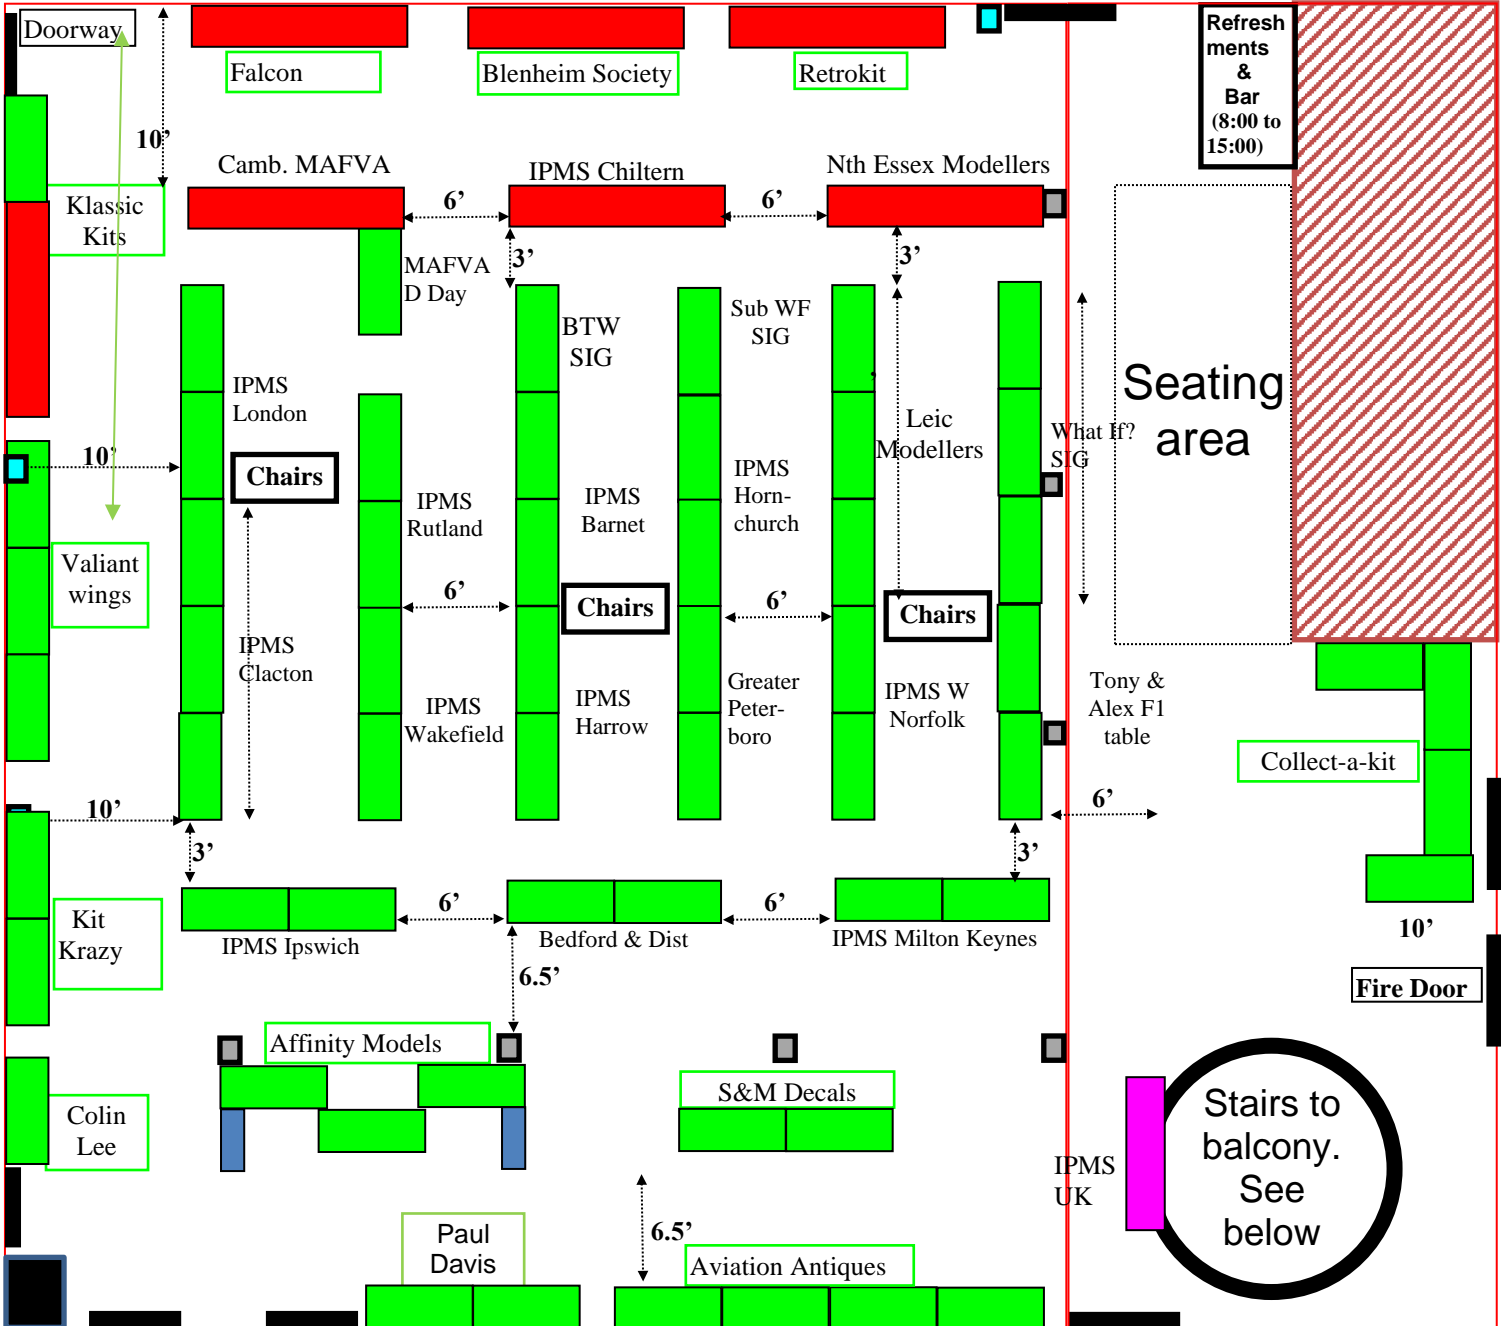 Doorway
Falcon
Blenheim Society
Retrokit
Refresh
ments
&
Bar
(8:00 to
15:00)
10'
Camb. MAFVA
IPMS Chiltern
Nth Essex Modellers
Klassic
Kits
6’
6’
3’
3’
MAFVA
D Day
BTW
SIG
Sub WF
SIG
Seating
area
IPMS
London
Leic
Modellers
What If?
SIG
10'
Chairs
IPMS
Rutland
IPMS
Barnet
IPMS
Horn-
church
Valiant
wings
6’
Chairs
6’
Chairs
IPMS
Clacton
IPMS
Wakefield
IPMS
Harrow
Greater
Peter-
boro
IPMS W
Norfolk
Tony &
Alex F1
table
Collect-a-kit
10’
6’
3’
3’
Kit
Krazy
6’
6’
IPMS Ipswich
Bedford & Dist
IPMS Milton Keynes
10’
6.5’
Fire Door
Affinity Models
S&M Decals
Colin
Lee
Stairs to
balcony.
See
below
IPMS
UK
6.5’
Paul
Davis
Aviation Antiques